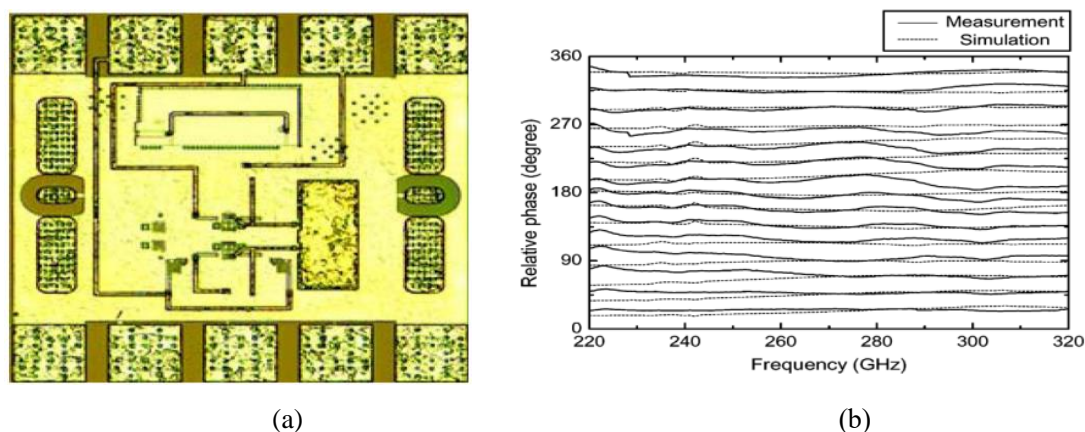 Measurement
Simulation
360
270
180
90
0
Relative phase (degree)
220 240 260 280 300 320
Frequency (GHz)
(a) (b)